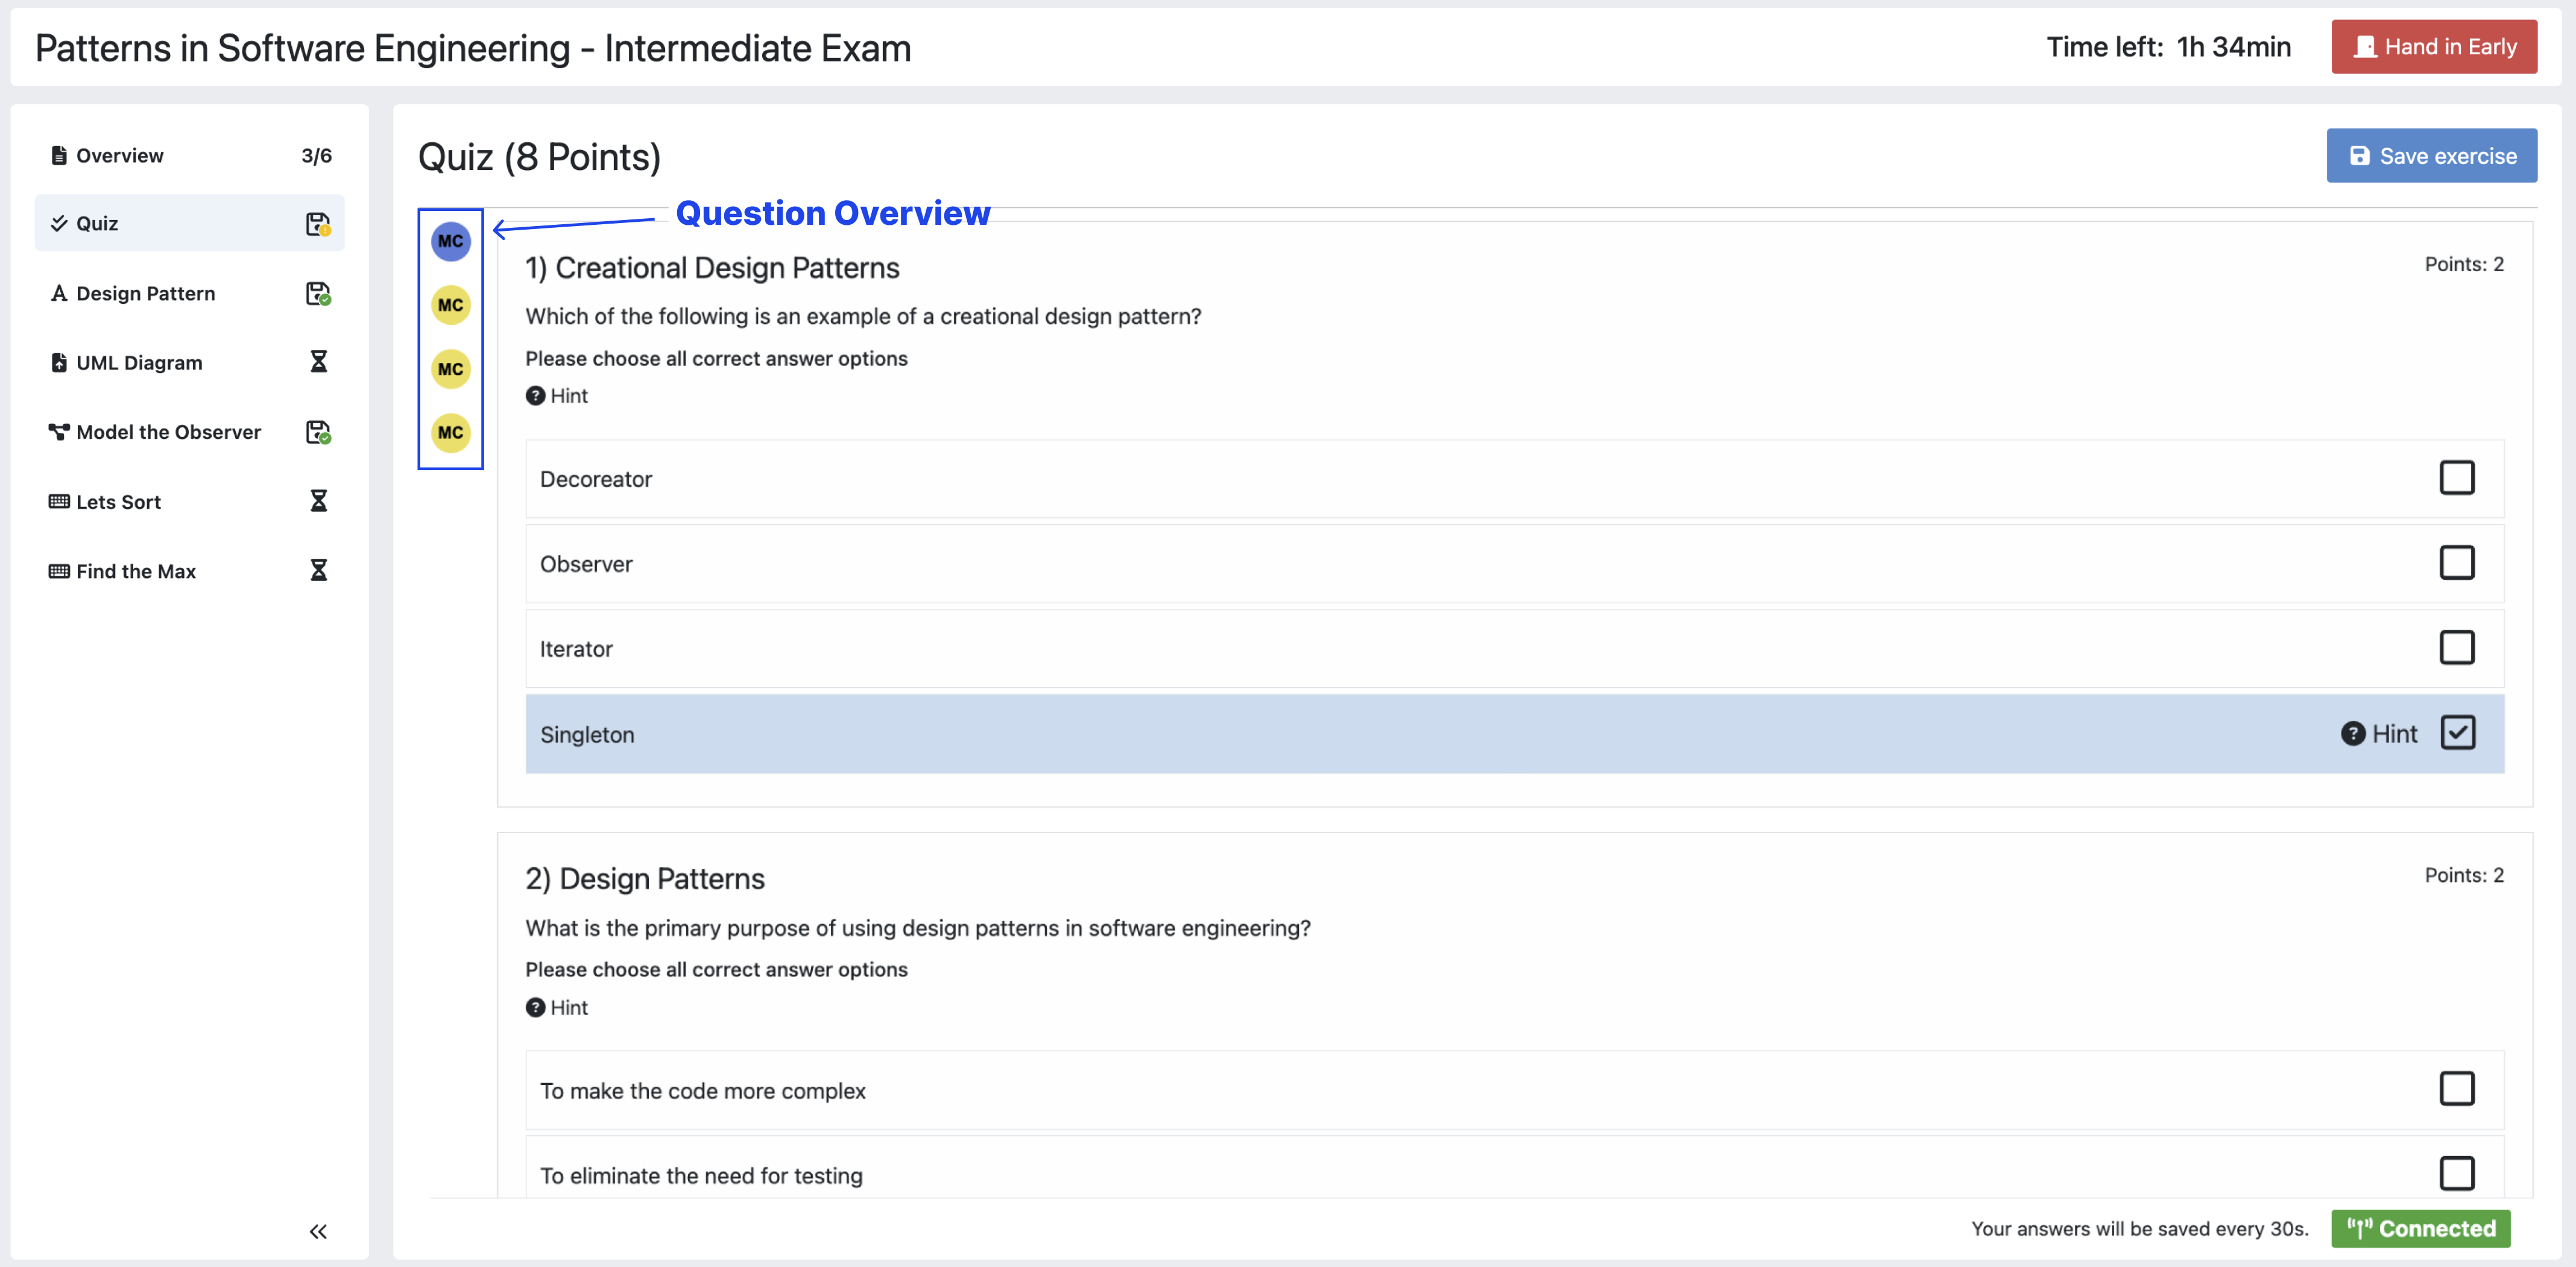 Patterns in Software Engineering - Intermediate Exam
Time left: 1h 34min
Hand in Early
Overview 3/6
Quiz
Design Pattern
UML Diagram
Model the Observer
Lets Sort
Find the Max
Quiz (8 Points)
Save exercise
Question Overview
MC
MC
MC
MC
1) Creational Design Patterns
Points: 2
Which of the following is an example of a creational design pattern?
Please choose all correct answer options
? Hint
Decoreator
Observer
Iterator
Singleton
? Hint
2) Design Patterns
Points: 2
What is the primary purpose of using design patterns in software engineering?
Please choose all correct answer options
? Hint
To make the code more complex
To eliminate the need for testing
Your answers will be saved every 30s.
Connected